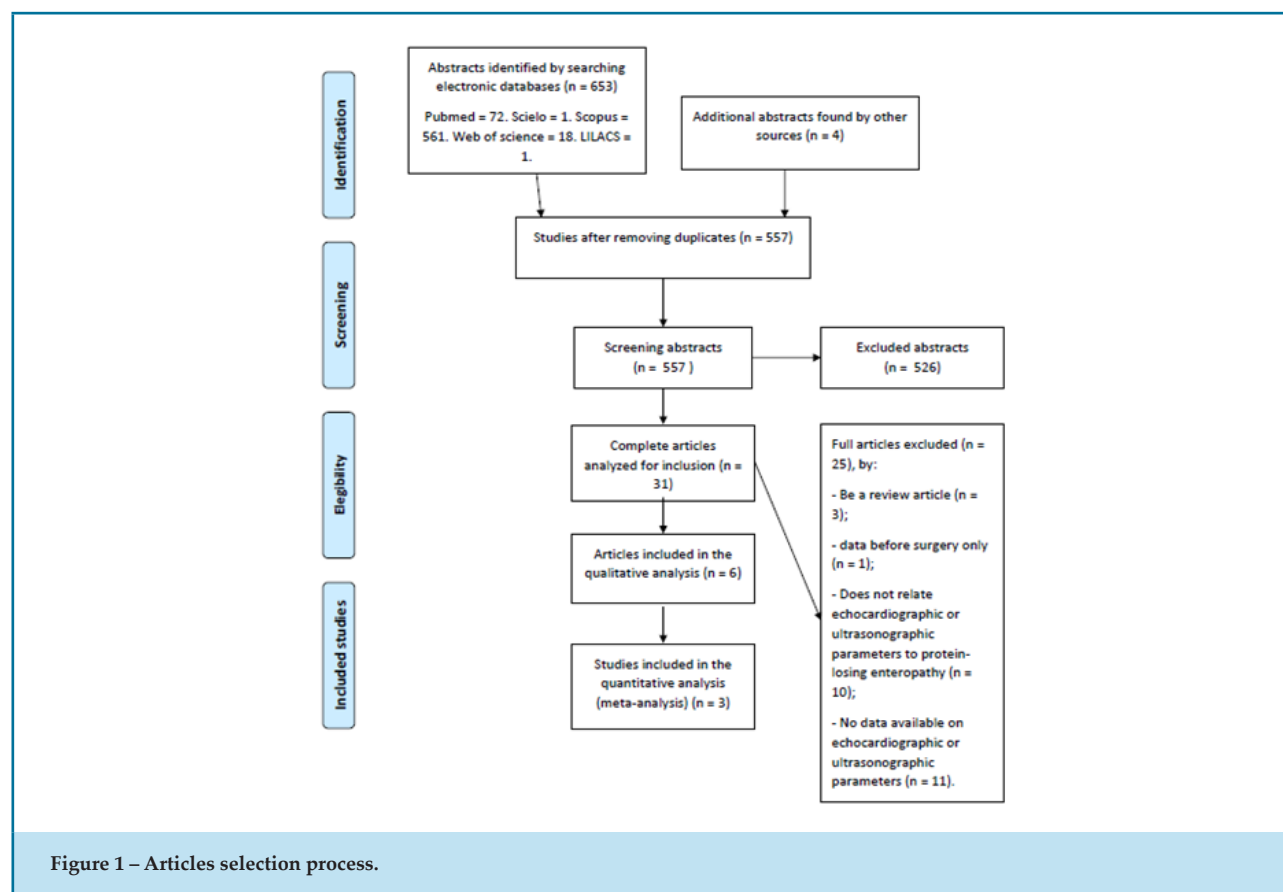 Identification
Abstracts identified by searching
electronic databases (n = 653)
Pubmed = 72. Scielo = 1. Scopus =
561. Web of science = 18. LILACS =
1.
Additional abstracts found by other
sources (n = 4)
Studies after removing duplicates (n = 557)
Screening
Screening abstracts
(n = 557 )
Excluded abstracts
(n = 526)
Elegibility
Complete articles
analyzed for inclusion (n =
31)
Full articles excluded (n =
25), by:
- Be a review article (n =
3);
- data before surgery only
(n = 1);
- Does not relate
echocardiographic or
ultrasonographic
parameters to protein-
losing enteropathy (n =
10);
- No data available on
echocardiographic or
ultrasonographic
parameters (n = 11).
Articles included in the
qualitative analysis (n = 6)
Included studies
Studies included in the
quantitative analysis
(meta-analysis) (n = 3)
Figure 1 – Articles selection process.